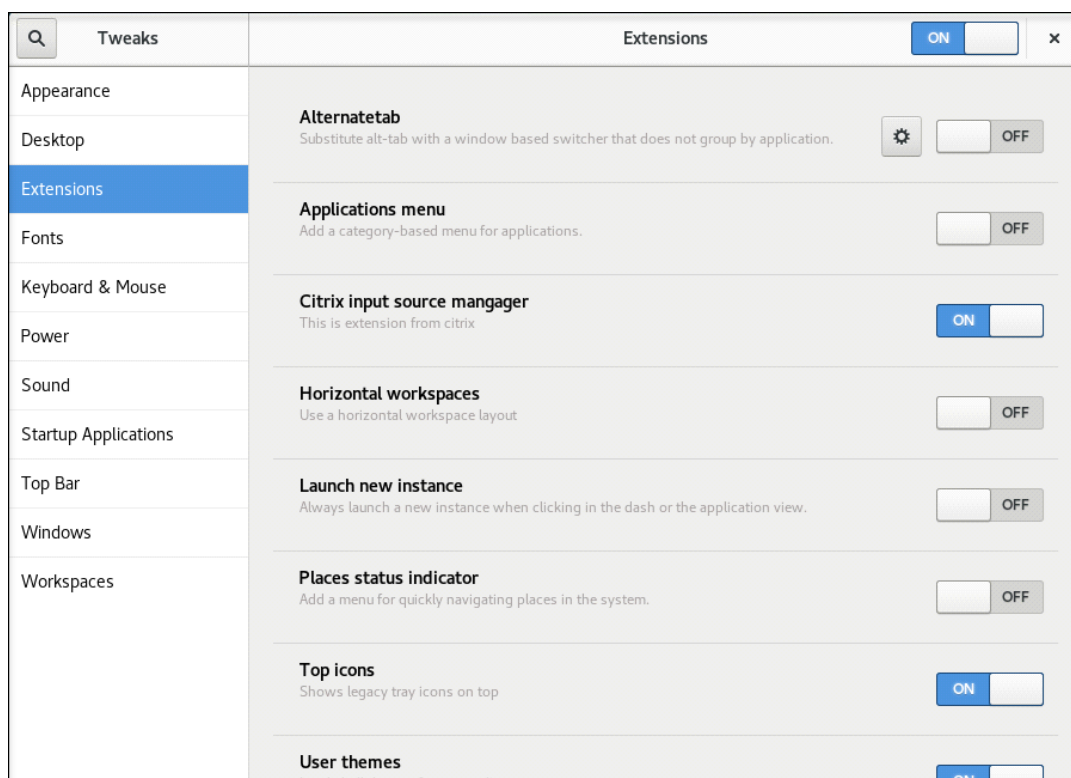 Tweaks
Extensions
ON
Appearance
Desktop
Extensions
Fonts
Keyboard & Mouse
Power
Sound
Startup Applications
Top Bar
Windows
Workspaces
Alternatetab
Substitute alt-tab with a window based switcher that does not group by application.
OFF
Applications menu
Add a category-based menu for applications.
OFF
Citrix input source mangager
This is extension from citrix
ON
Horizontal workspaces
Use a horizontal workspace layout
OFF
Launch new instance
Always launch a new instance when clicking in the dash or the application view.
OFF
Places status indicator
Add a menu for quickly navigating places in the system.
OFF
Top icons
Shows legacy tray icons on top
ON
User themes
ON